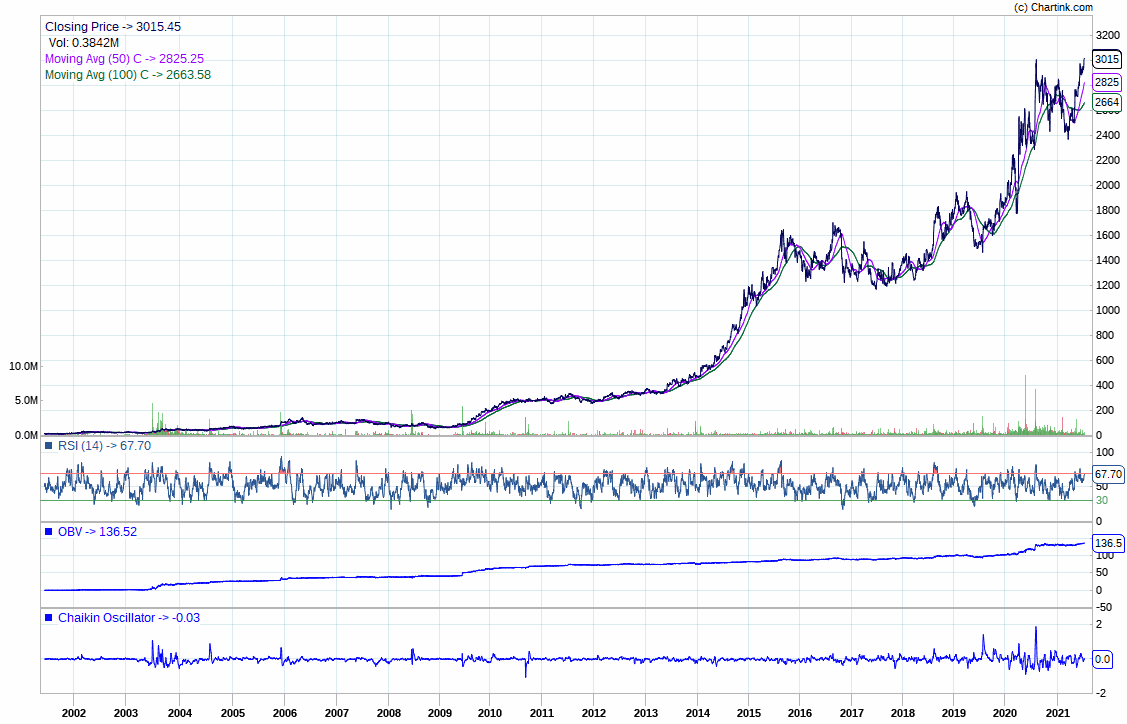 (c) Chartink.com
Closing Price -> 3015.45
Vol: 0.3842M
Moving Avg (50) C -> 2825.25
Moving Avg (100) C -> 2663.58
3200
3015
2825
2664
2400
2200
2000
1800
1600
1400
1200
1000
800
600
400
200
0
10.0M
5.0M
0.0M
RSI (14) -> 67.70
100
67.70
50
30
0
OBV -> 136.52
136.5
100
50
0
-50
Chaikin Oscillator -> -0.03
2
0.0
-2
2002 2003 2004 2005 2006 2007 2008 2009 2010 2011 2012 2013 2014 2015 2016 2017 2018 2019 2020 2021